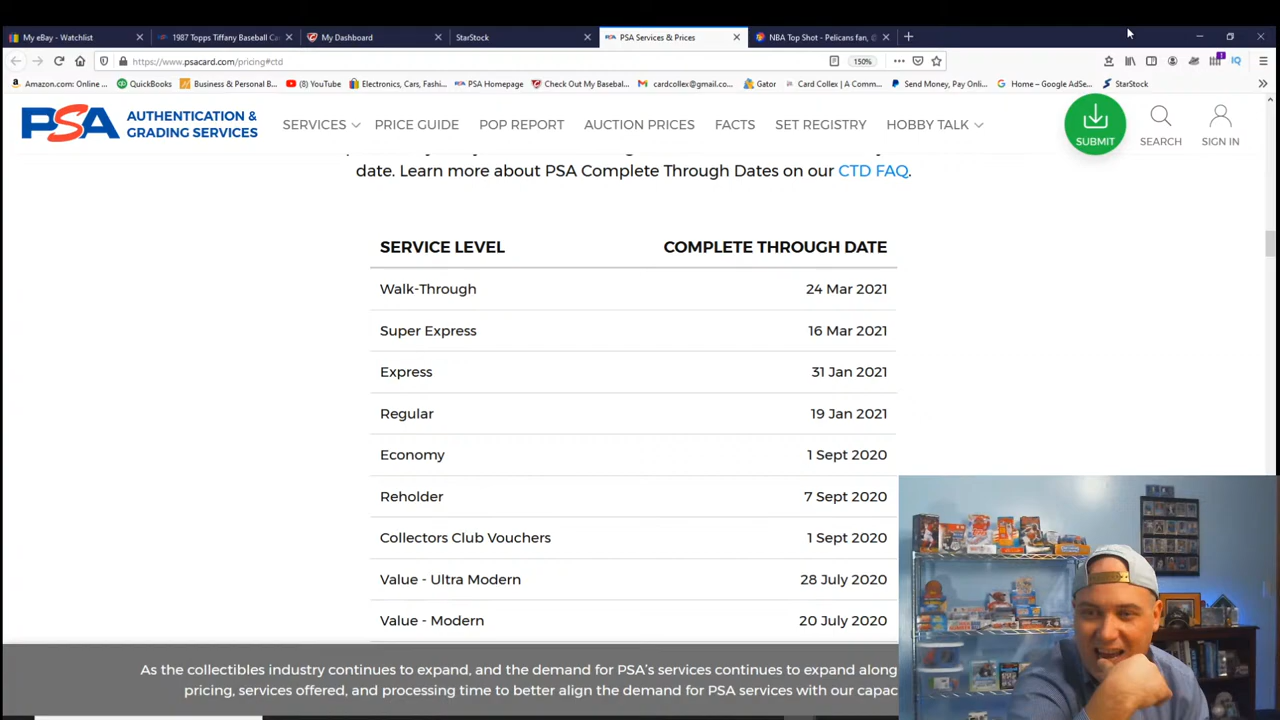 My eBay - Watchlist
1987 Topps Tiffany Baseball Ca
My Dashboard
StarStock
PSA Services & Prices
NBA Top Shot - Pelicans fan,
https://www.psacard.com/pricing#ctd
150%
Amazon.com: Online ...
QuickBooks
Business & Personal B...
(8) YouTube
Electronics, Cars, Fashi...
PSA Homepage
Check Out My Basebal...
cardcollex@gmail.co...
Gator
Card Collex | A Comm...
Send Money, Pay Onli...
Home – Google AdSe...
StarStock
PSA AUTHENTICATION &
GRADING SERVICES
SERVICES
PRICE GUIDE
POP REPORT
AUCTION PRICES
FACTS
SET REGISTRY
HOBBY TALK
SUBMIT
SEARCH
SIGN IN
date. Learn more about PSA Complete Through Dates on our CTD FAQ.
SERVICE LEVEL COMPLETE THROUGH DATE
Walk-Through 24 Mar 2021
Super Express 16 Mar 2021
Express 31 Jan 2021
Regular 19 Jan 2021
Economy 1 Sept 2020
Reholder 7 Sept 2020
Collectors Club Vouchers 1 Sept 2020
Value - Ultra Modern 28 July 2020
Value - Modern 20 July 2020
As the collectibles industry continues to expand, and the demand for PSA's services continues to expand along
pricing, services offered, and processing time to better align the demand for PSA services with our capac